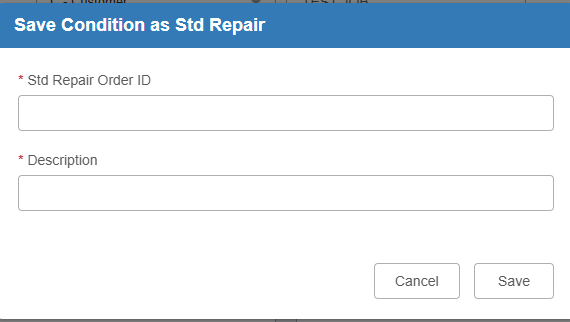 Save Condition as Std Repair
* Std Repair Order ID
* Description
Cancel Save